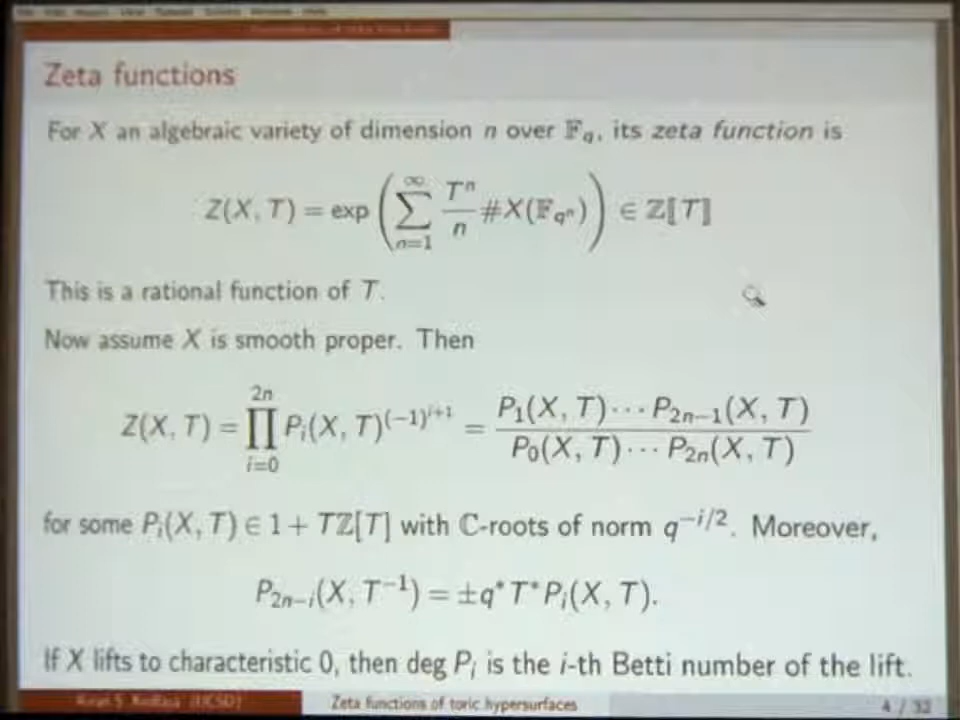 Zeta functions
For X an algebraic variety of dimension n over 𝔽_q, its zeta function is
Z(X, T) = exp(∑_{n=1}^{∞} T^n/n #X(𝔽_{q^n})) ∈ ℤ⟦T⟧
This is a rational function of T.
Now assume X is smooth proper. Then
Z(X, T) = ∏_{i=0}^{2n} P_i(X, T)^{(-1)^{i+1}} = P_1(X, T) ··· P_{2n-1}(X, T) / P_0(X, T) ··· P_{2n}(X, T)
for some P_i(X, T) ∈ 1 + Tℤ[T] with ℂ-roots of norm q^{-i/2}. Moreover,
P_{2n-i}(X, T^{-1}) = ±q^* T^* P_i(X, T).
If X lifts to characteristic 0, then deg P_i is the i-th Betti number of the lift.
(UCSD)
Zeta functions of toric hypersurfaces
4 / 32